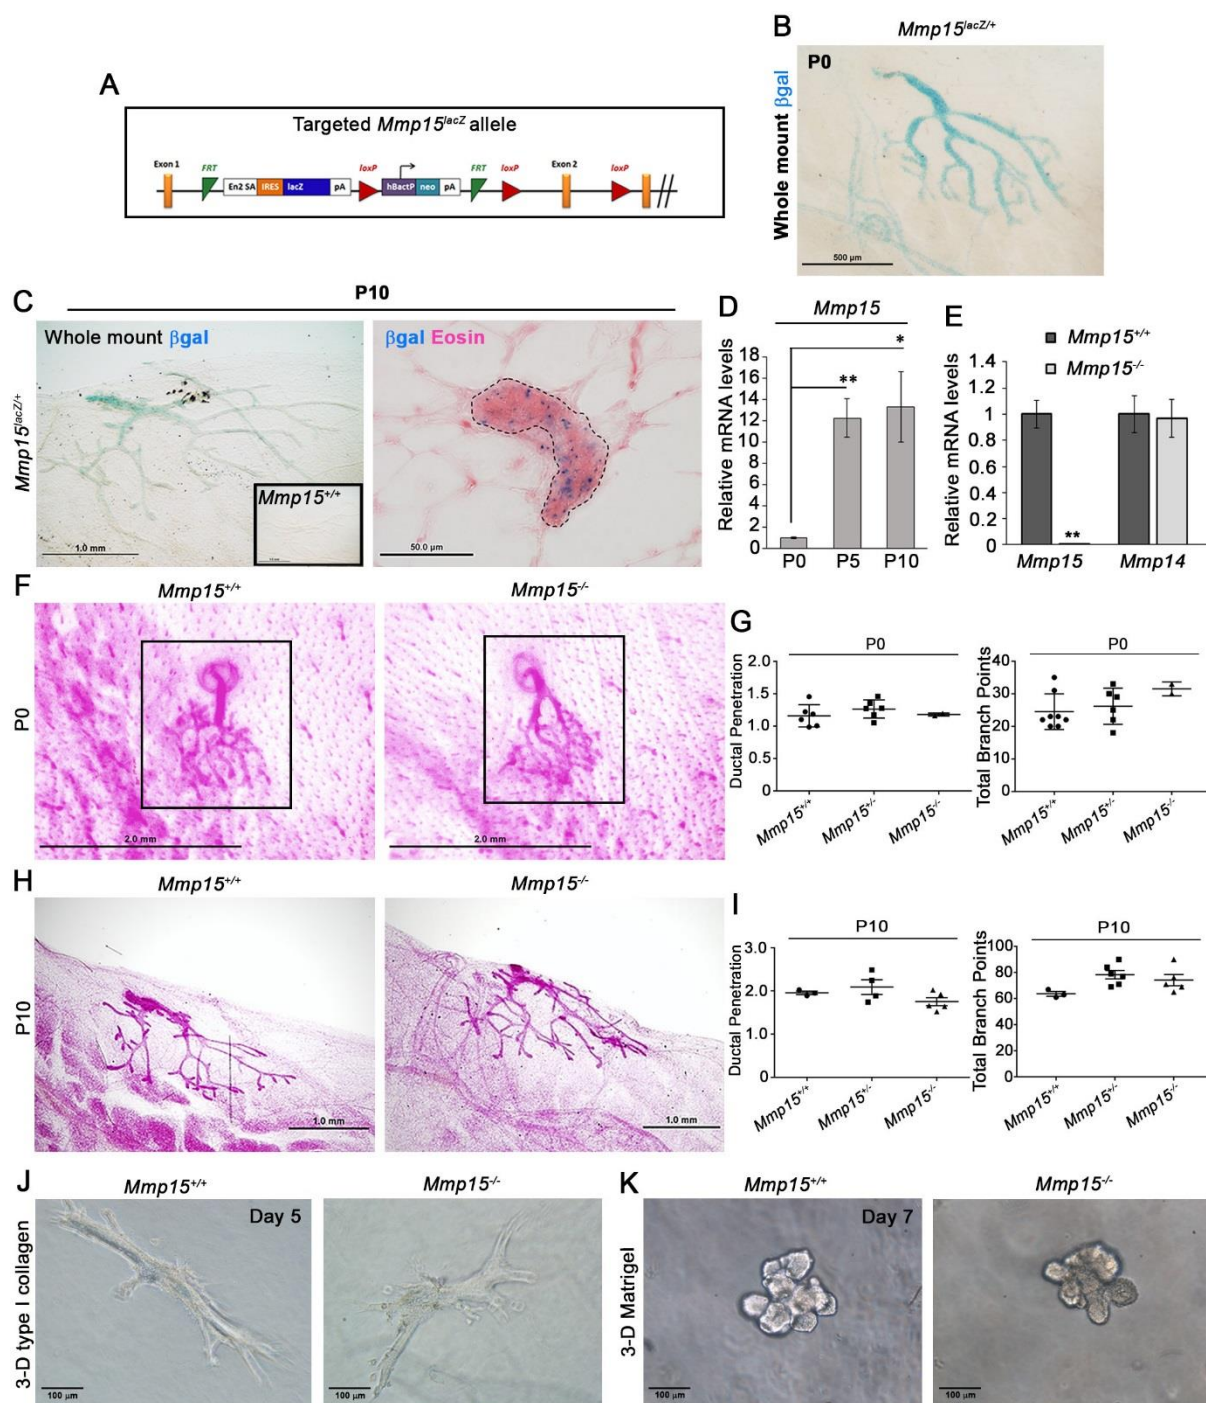 A
Targeted Mmp15lacZ allele
Exon 1
FRT
loxP
FRT
loxP
Exon 2
loxP
En2 SA
IRES
lacZ
pA
hBactP
neo
pA
B
Mmp15lacZ/+
P0
Whole mount βgal
500 µm
C
P10
Mmp15lacZ/+
Whole mount βgal
1.0 mm
Mmp15+/+
βgal Eosin
50.0 µm
D
Mmp15
Relative mRNA levels
18
16
14
12
10
8
6
4
2
0
**
*
P0
P5
P10
E
Mmp15+/+
Mmp15-/-
Relative mRNA levels
1.4
1.2
1
0.8
0.6
0.4
0.2
0
**
Mmp15
Mmp14
F
Mmp15+/+
Mmp15-/-
P0
2.0 mm
2.0 mm
G
P0
Ductal Penetration
2.0
1.5
1.0
0.5
0
Mmp15+/+
Mmp15+/-
Mmp15-/-
P0
Total Branch Points
40
30
20
10
0
Mmp15+/+
Mmp15+/-
Mmp15-/-
H
Mmp15+/+
Mmp15-/-
P10
1.0 mm
1.0 mm
I
P10
Ductal Penetration
3.0
2.0
1.0
0
Mmp15+/+
Mmp15+/-
Mmp15-/-
P10
Total Branch Points
100
80
60
40
20
0
Mmp15+/+
Mmp15+/-
Mmp15-/-
J
Mmp15+/+
Mmp15-/-
3-D type I collagen
Day 5
100 µm
100 µm
K
Mmp15+/+
Mmp15-/-
3-D Matrigel
Day 7
100 µm
100 µm